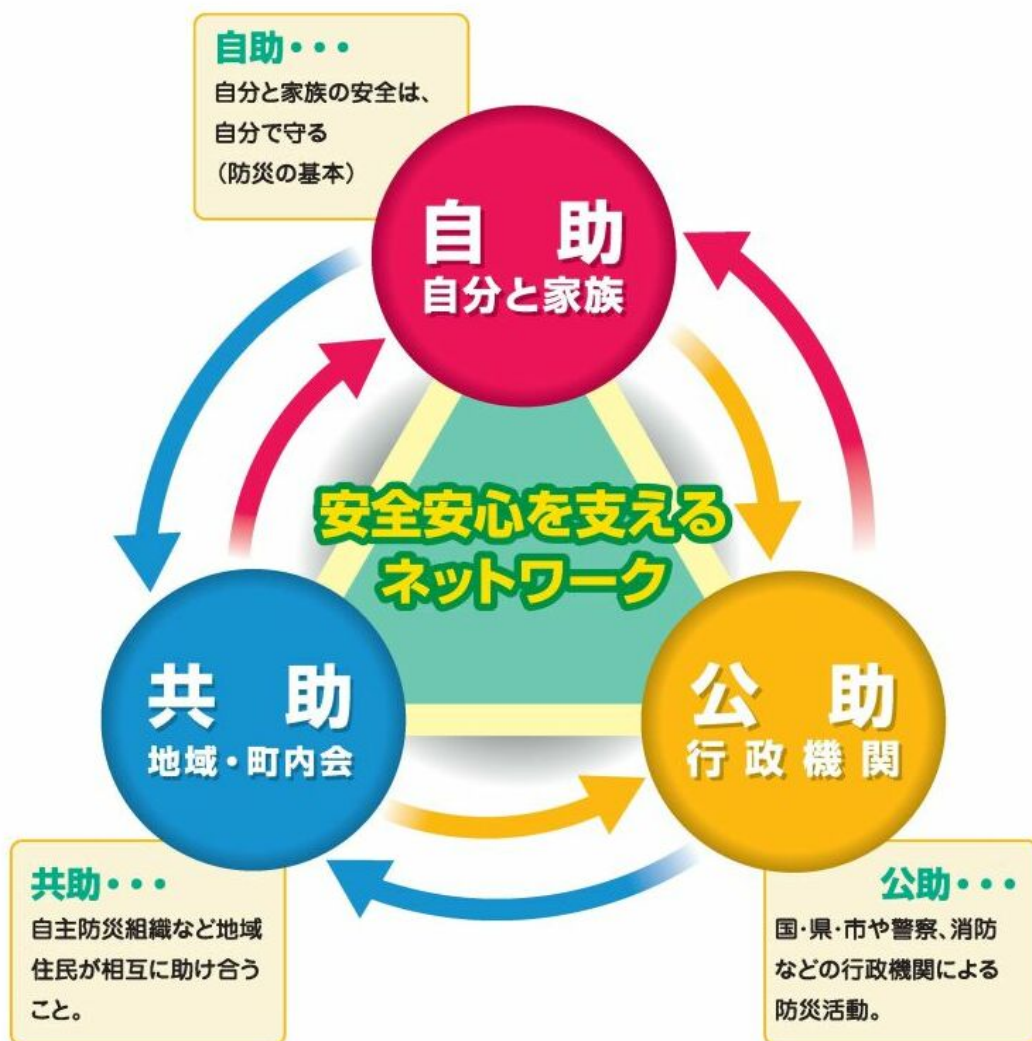 自助・・・
自分と家族の安全は、
自分で守る
（防災の基本）
自　助
自分と家族
安全安心を支える
ネットワーク
共　助
地域・町内会
公　助
行政機関
共助・・・
自主防災組織など地域
住民が相互に助け合う
こと。
公助・・・
国・県・市や警察、消防
などの行政機関による
防災活動。